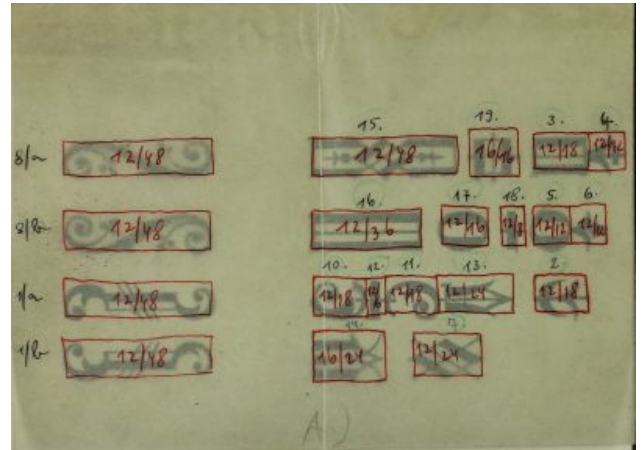 15. 19. 3. 4.
8/a 12/48 12/48 16/16 12/18
16. 17. 18. 5. 6.
8/b 12/48 12/36 12/16 12/8 12/12
10. 12. 11. 13. 2.
1/a 12/48 12/18 12/18 12/24 12/18
14. 7.
1/b 12/48 16/24 12/24
A)